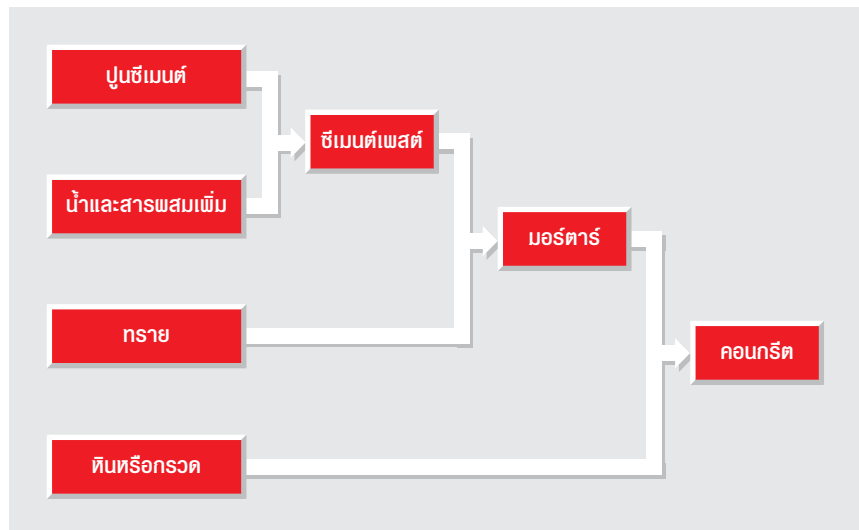 ปูนซีเมนต์
ซีเมนต์เพสต์
น้ำและสารผสมเพิ่ม
มอร์ตาร์
ทราย
คอนกรีต
หินหรือกรวด